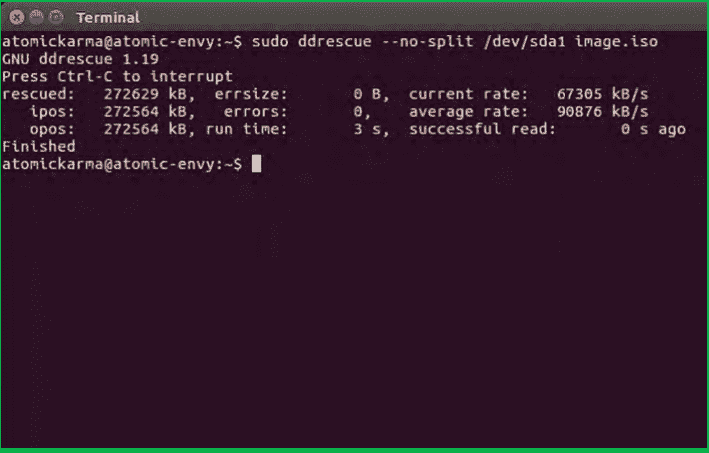 Terminal
atomickarma@atomic-envy:~$ sudo ddrescue --no-split /dev/sda1 image.iso
GNU ddrescue 1.19
Press Ctrl-C to interrupt
rescued:   272629 kB,  errsize:       0 B,  current rate:   67305 kB/s
   ipos:   272564 kB,   errors:       0,    average rate:   90876 kB/s
   opos:   272564 kB, run time:       3 s,  successful read:       0 s ago
Finished
atomickarma@atomic-envy:~$